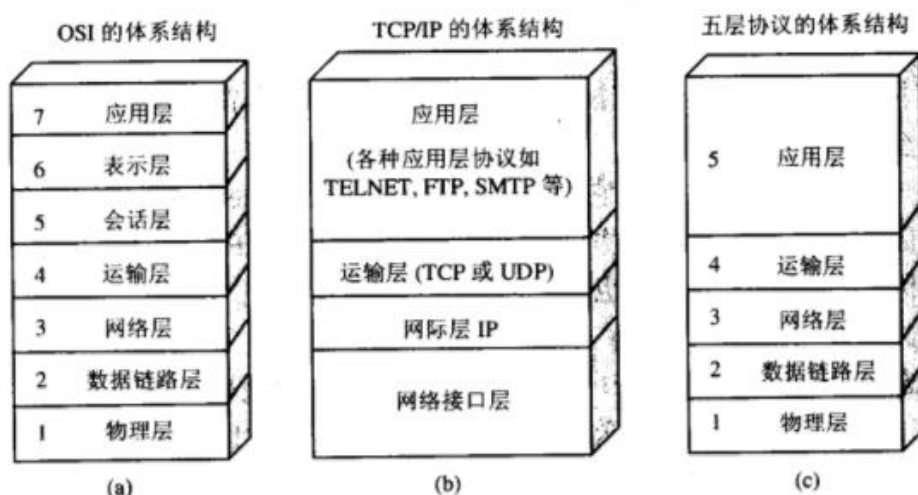 OSI 的体系结构
7 应用层
6 表示层
5 会话层
4 运输层
3 网络层
2 数据链路层
1 物理层
(a)
TCP/IP 的体系结构
应用层
(各种应用层协议如
TELNET, FTP, SMTP 等)
运输层 (TCP 或 UDP)
网际层 IP
网络接口层
(b)
五层协议的体系结构
5 应用层
4 运输层
3 网络层
2 数据链路层
1 物理层
(c)